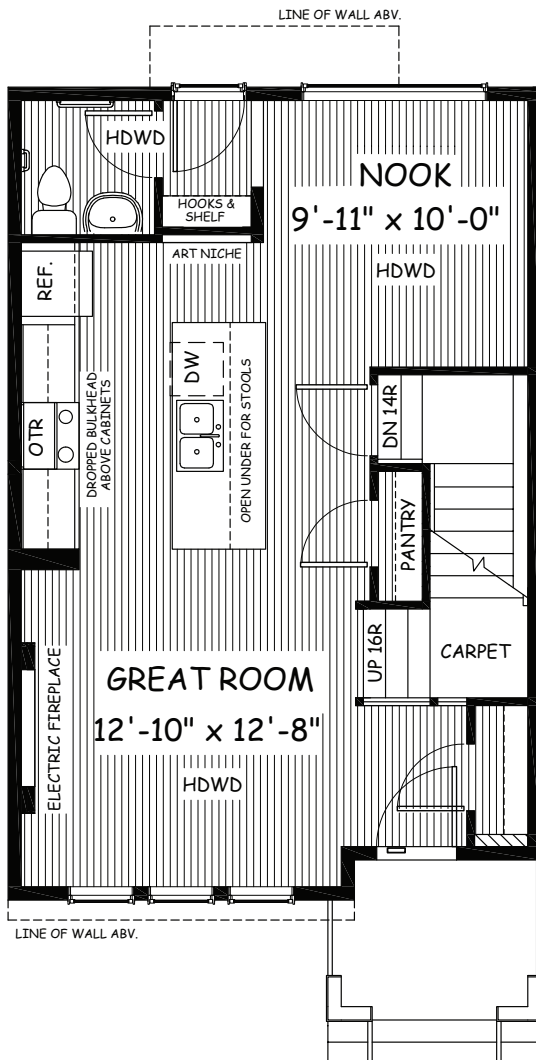 LINE OF WALL ABV.
HDWD
NOOK
9'-11" x 10'-0"
HOOKS &
SHELF
HDWD
ART NICHE
REF.
DW
OTR
DROPPED BULKHEAD
ABOVE CABINETS
OPEN UNDER FOR STOOLS
DN 14R
PANTRY
UP 16R
CARPET
GREAT ROOM
12'-10" x 12'-8"
HDWD
ELECTRIC FIREPLACE
LINE OF WALL ABV.